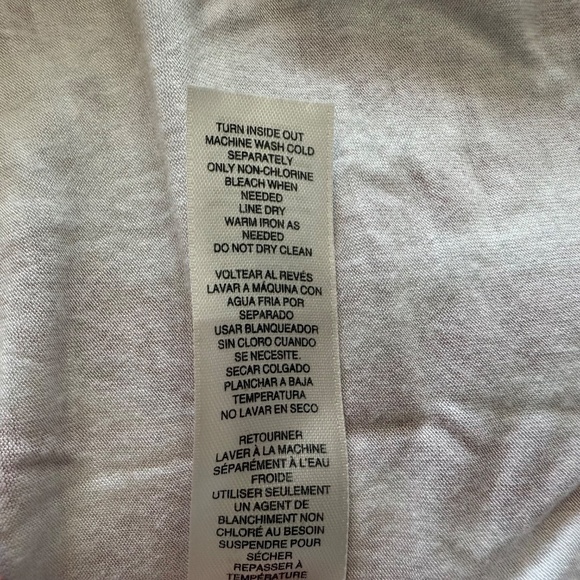 TURN INSIDE OUT
MACHINE WASH COLD
SEPARATELY
ONLY NON-CHLORINE
BLEACH WHEN
NEEDED
LINE DRY
WARM IRON AS
NEEDED
DO NOT DRY CLEAN
VOLTEAR AL REVÉS
LAVAR A MÁQUINA CON
AGUA FRIA POR
SEPARADO
USAR BLANQUEADOR
SIN CLORO CUANDO
SE NECESITE.
SECAR COLGADO
PLANCHAR A BAJA
TEMPERATURA
NO LAVAR EN SECO
RETOURNER
LAVER À LA MACHINE
SÉPARÉMENT À L'EAU
FROIDE
UTILISER SEULEMENT
UN AGENT DE
BLANCHIMENT NON
CHLORÉ AU BESOIN
SUSPENDRE POUR
SÉCHER
REPASSER À
TEMPÉRATURE